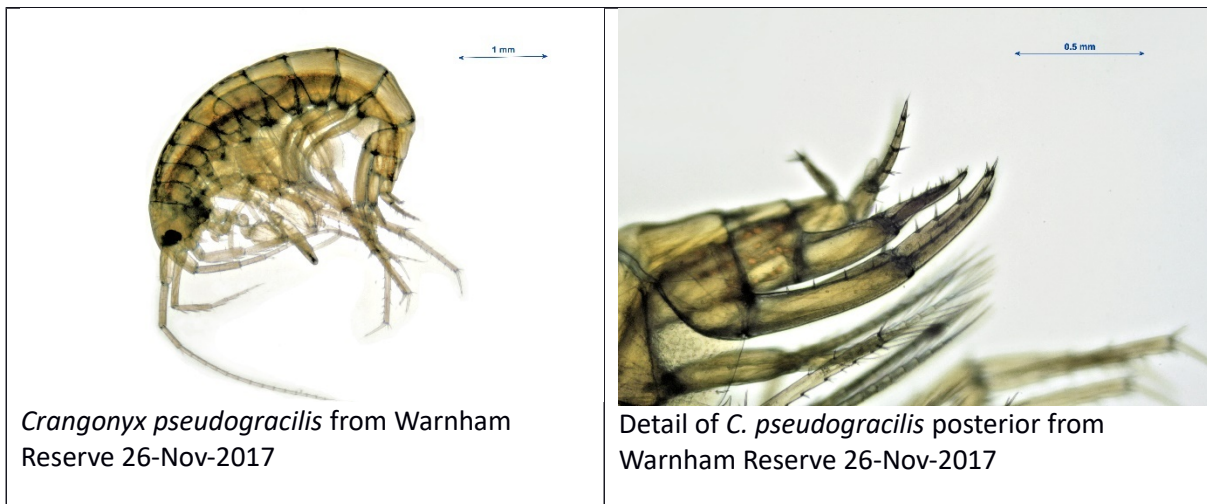 1 mm
Crangonyx pseudogracilis from Warnham
Reserve 26-Nov-2017
0.5 mm
Detail of C. pseudogracilis posterior from
Warnham Reserve 26-Nov-2017